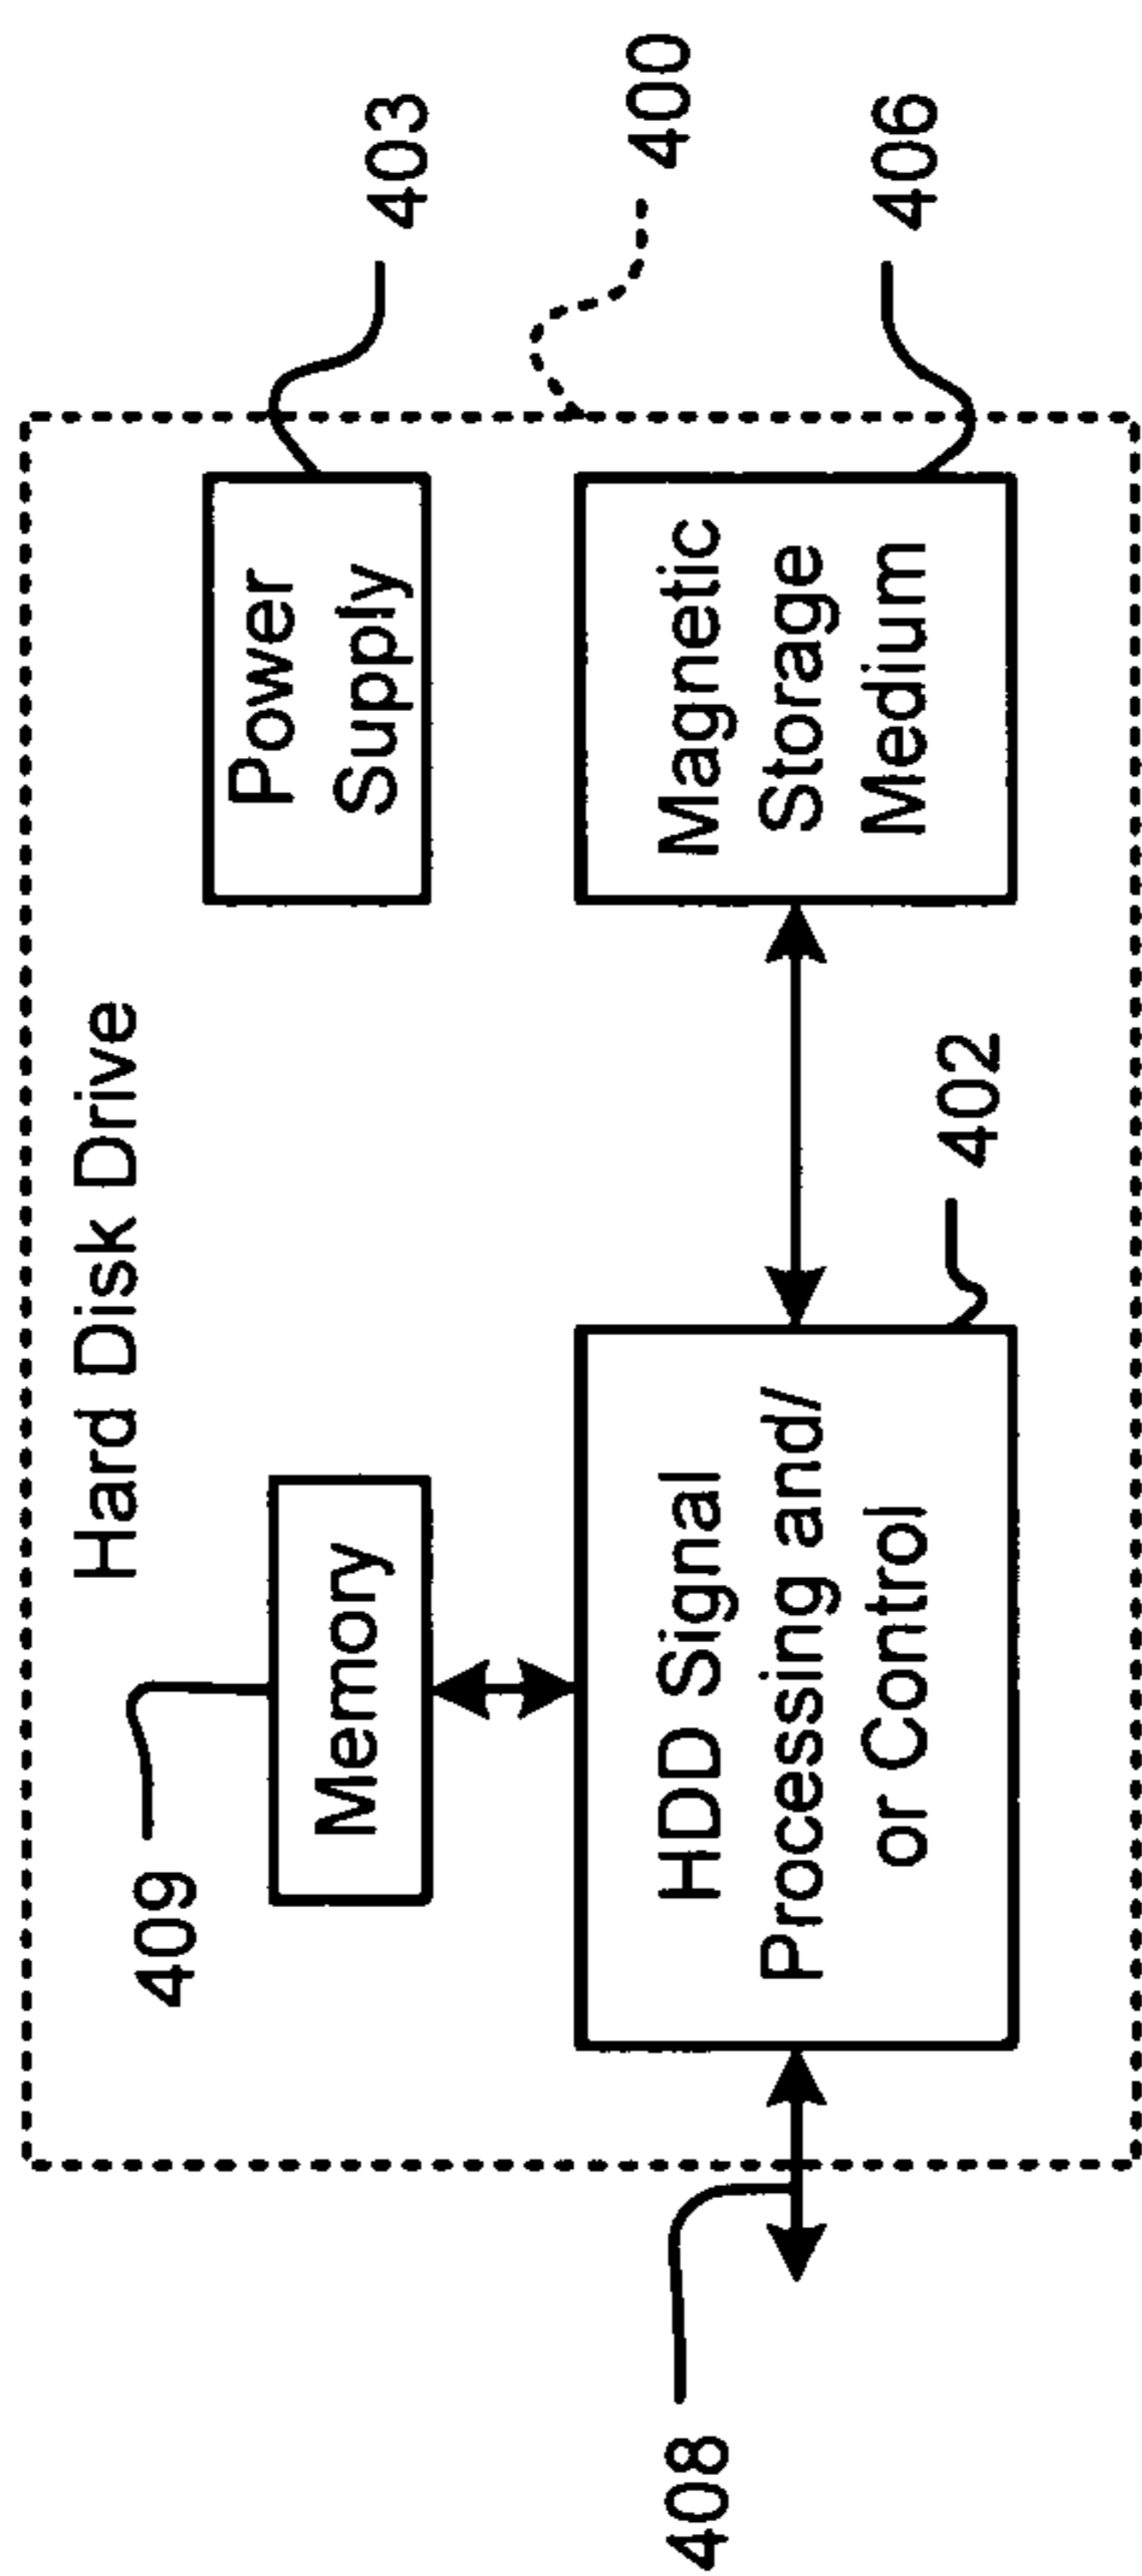 Hard Disk Drive
409
Memory
Power
Supply
403
400
408
HDD Signal
Processing and/
or Control
402
Magnetic
Storage
Medium
406